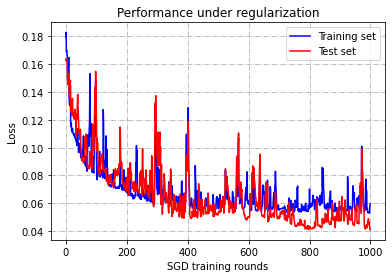 Performance under regularization
Training set
Test set
0.18
0.16
0.14
0.12
0.10
0.08
0.06
0.04
Loss
0
200
400
600
800
1000
SGD training rounds